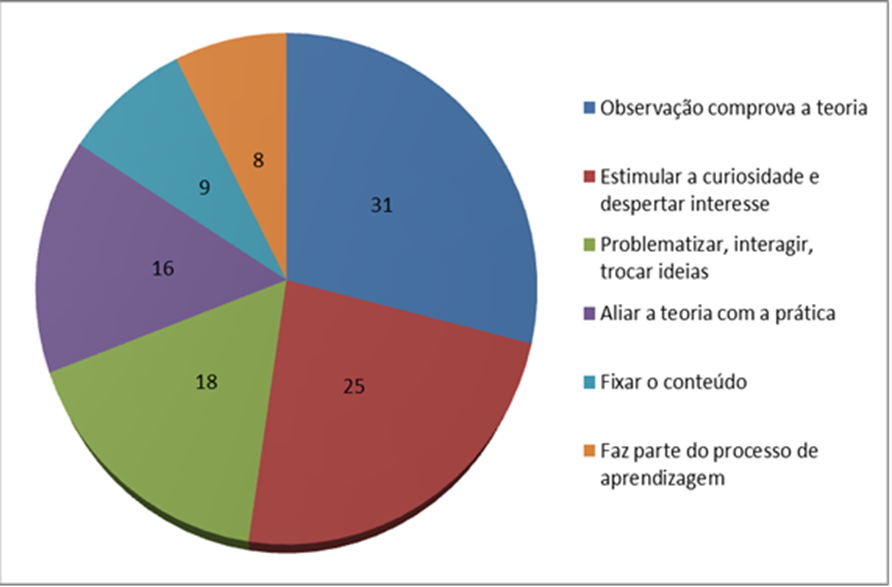 8
9
31
16
18
25
Observação comprova a teoria
Estimular a curiosidade e
despertar interesse
Problematizar, interagir,
trocar ideias
Aliar a teoria com a prática
Fixar o conteúdo
Faz parte do processo de
aprendizagem